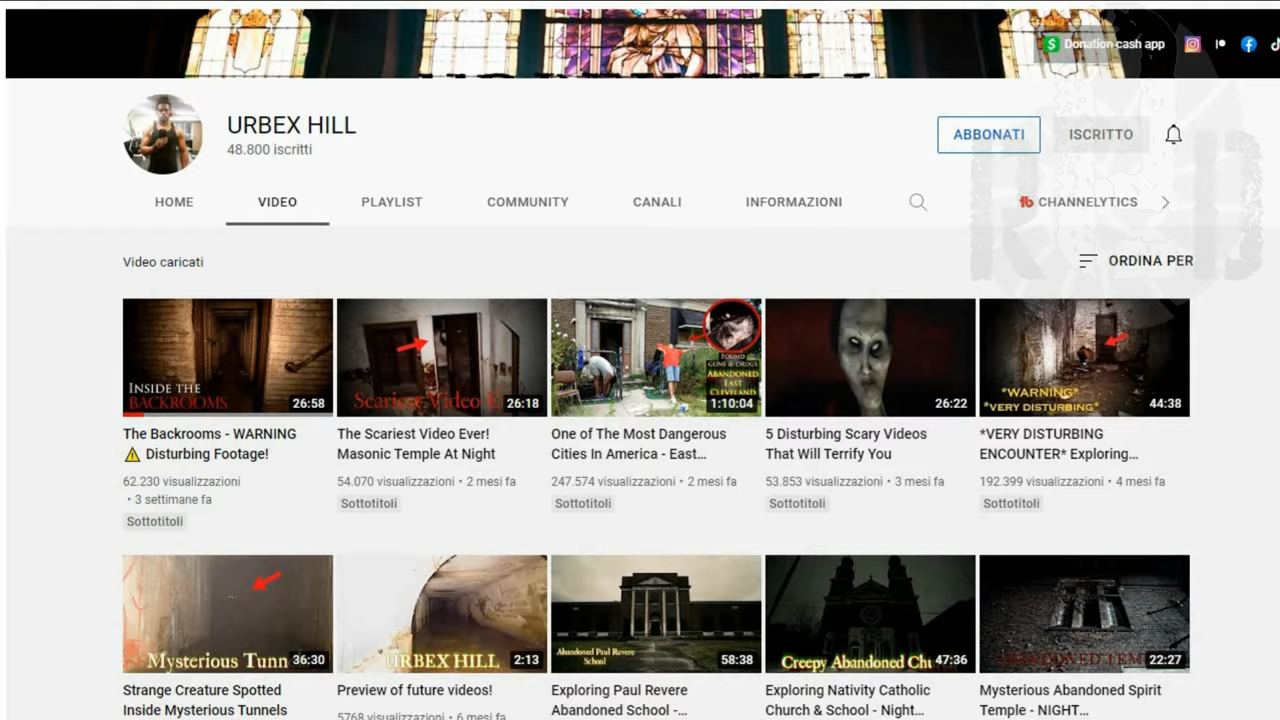 Donation cash app
URBEX HILL
48.800 iscritti
ABBONATI
ISCRITTO
HOME
VIDEO
PLAYLIST
COMMUNITY
CANALI
INFORMAZIONI
CHANNELYTICS
Video caricati
ORDINA PER
INSIDE THE
BACKROOMS
26:58
Scariest Video E
26:18
FOUND
GUNS & DRUGS
ABANDONED
EAST
CLEVELAND
1:10:04
26:22
*WARNING*
*VERY DISTURBING*
44:38
The Backrooms - WARNING
⚠ Disturbing Footage!
62.230 visualizzazioni
• 3 settimane fa
Sottotitoli
The Scariest Video Ever!
Masonic Temple At Night
54.070 visualizzazioni • 2 mesi fa
Sottotitoli
One of The Most Dangerous
Cities In America - East...
247.574 visualizzazioni • 2 mesi fa
Sottotitoli
5 Disturbing Scary Videos
That Will Terrify You
53.853 visualizzazioni • 3 mesi fa
Sottotitoli
*VERY DISTURBING
ENCOUNTER* Exploring...
192.399 visualizzazioni • 4 mesi fa
Sottotitoli
Mysterious Tunn
36:30
URBEX HILL
2:13
Abandoned Paul Revere
School
58:38
Creepy Abandoned Chu
47:36
ABANDONED TEM
22:27
Strange Creature Spotted
Inside Mysterious Tunnels
Preview of future videos!
5768 visualizzazioni • 6 mesi fa
Exploring Paul Revere
Abandoned School -...
Exploring Nativity Catholic
Church & School - Night...
Mysterious Abandoned Spirit
Temple - NIGHT...